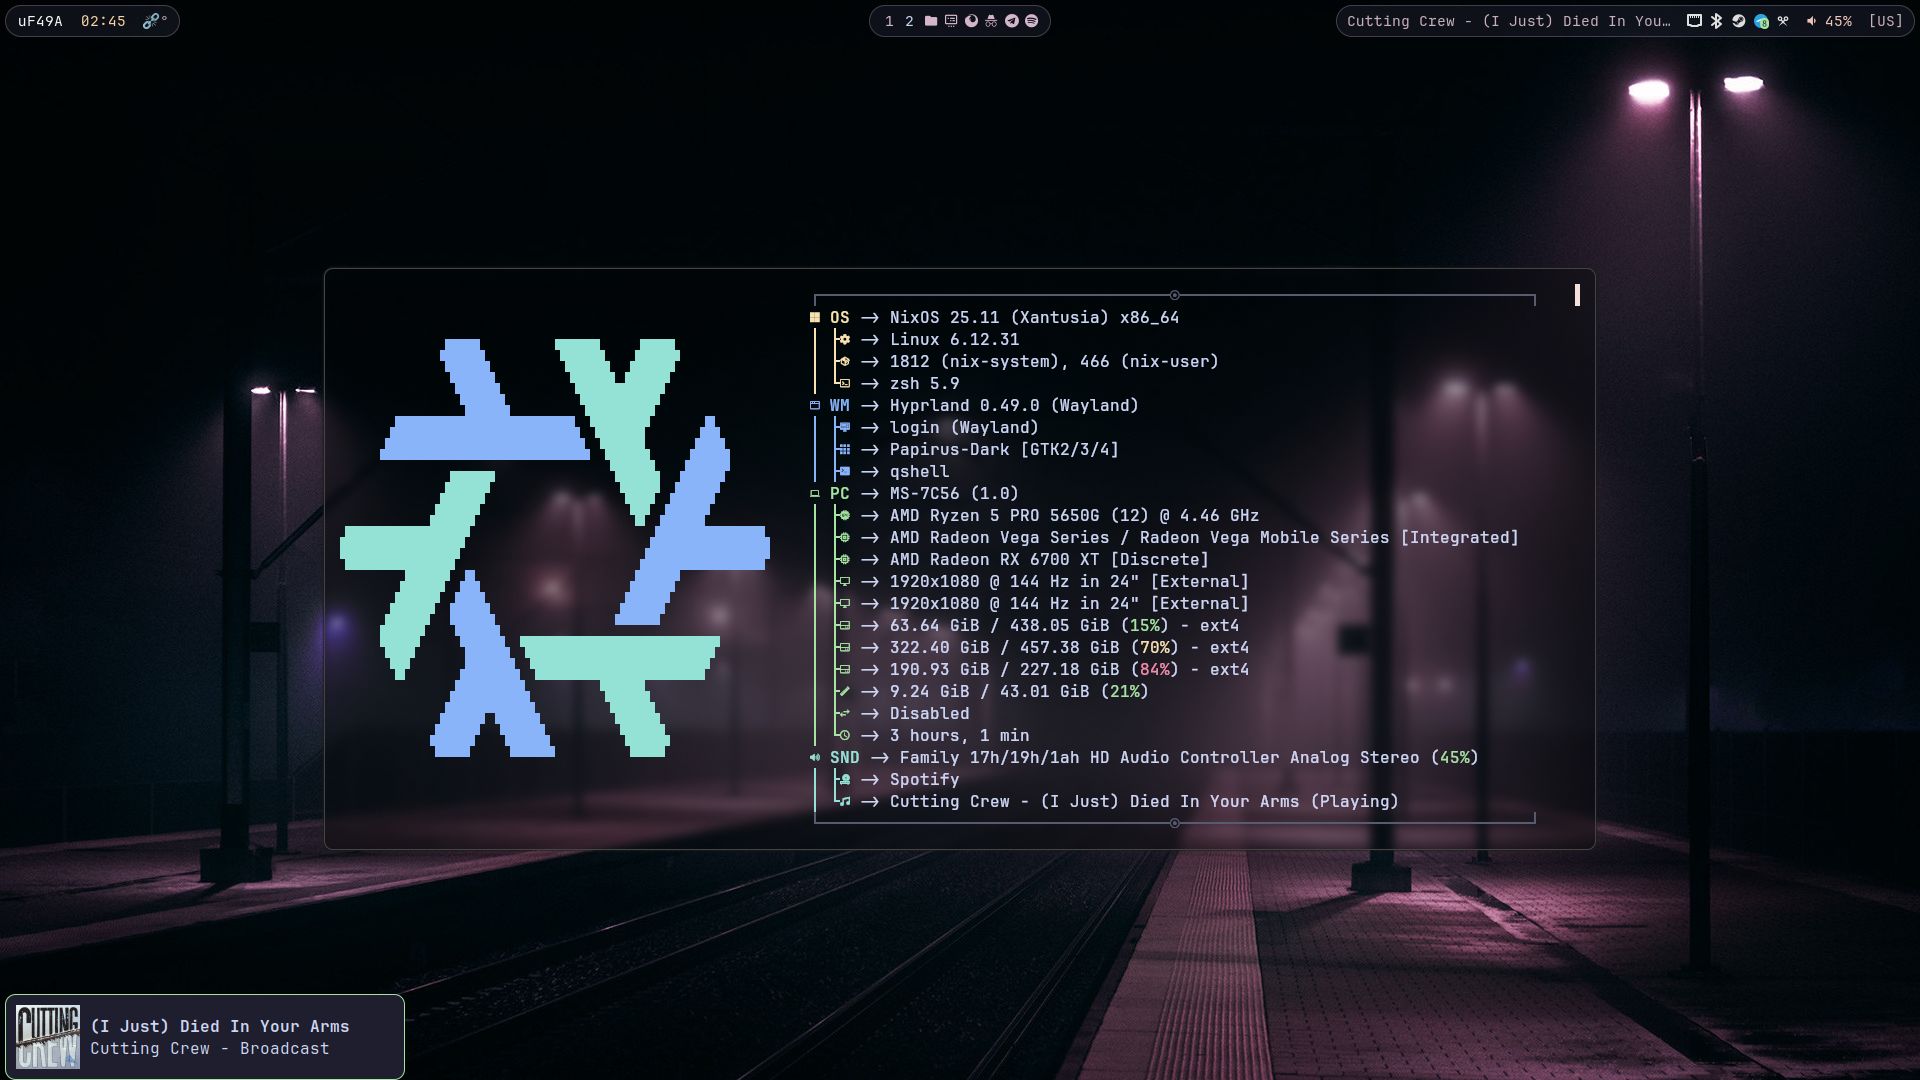 uF49A 02:45
1 2
Cutting Crew - (I Just) Died In You… 45% [US]
OS -> NixOS 25.11 (Xantusia) x86_64
-> Linux 6.12.31
-> 1812 (nix-system), 466 (nix-user)
-> zsh 5.9
WM -> Hyprland 0.49.0 (Wayland)
-> login (Wayland)
-> Papirus-Dark [GTK2/3/4]
-> qshell
PC -> MS-7C56 (1.0)
-> AMD Ryzen 5 PRO 5650G (12) @ 4.46 GHz
-> AMD Radeon Vega Series / Radeon Vega Mobile Series [Integrated]
-> AMD Radeon RX 6700 XT [Discrete]
-> 1920x1080 @ 144 Hz in 24" [External]
-> 1920x1080 @ 144 Hz in 24" [External]
-> 63.64 GiB / 438.05 GiB (15%) - ext4
-> 322.40 GiB / 457.38 GiB (70%) - ext4
-> 190.93 GiB / 227.18 GiB (84%) - ext4
-> 9.24 GiB / 43.01 GiB (21%)
-> Disabled
-> 3 hours, 1 min
SND -> Family 17h/19h/1ah HD Audio Controller Analog Stereo (45%)
-> Spotify
-> Cutting Crew - (I Just) Died In Your Arms (Playing)
CUTTING
CREW
(I Just) Died In Your Arms
Cutting Crew - Broadcast